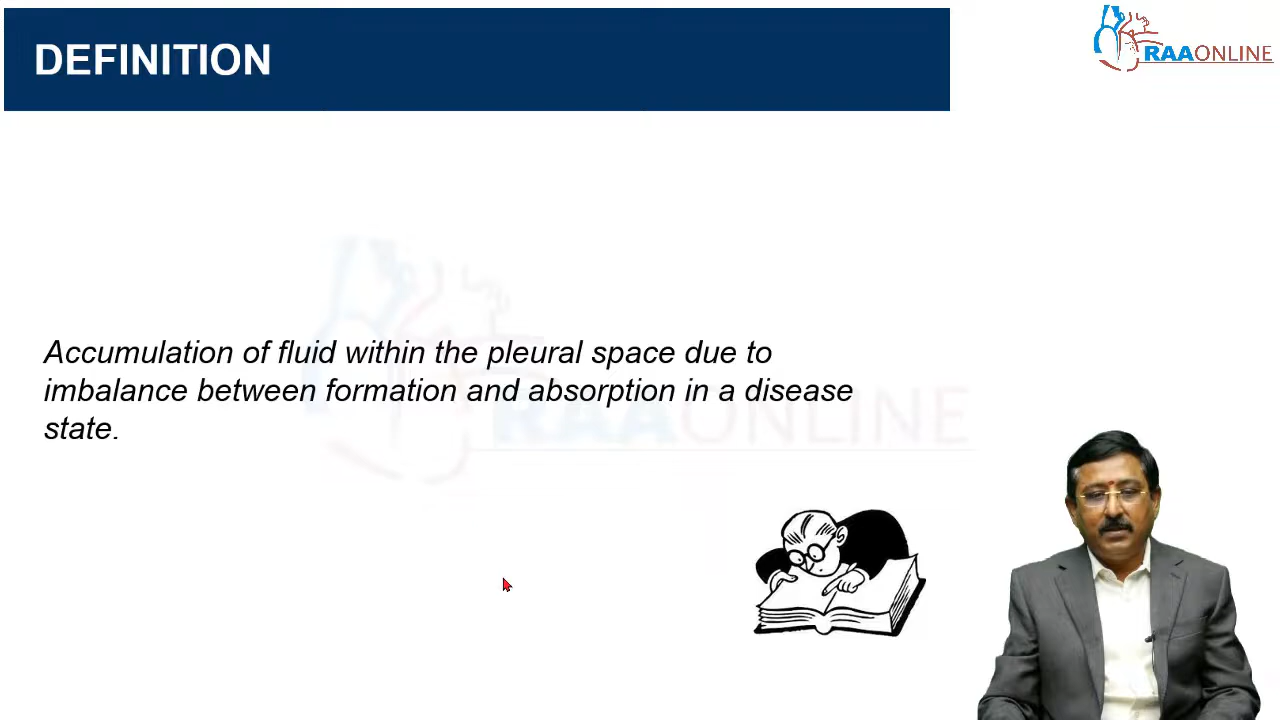 DEFINITION
RAAONLINE
Accumulation of fluid within the pleural space due to
imbalance between formation and absorption in a disease
state.
RAAONLINE